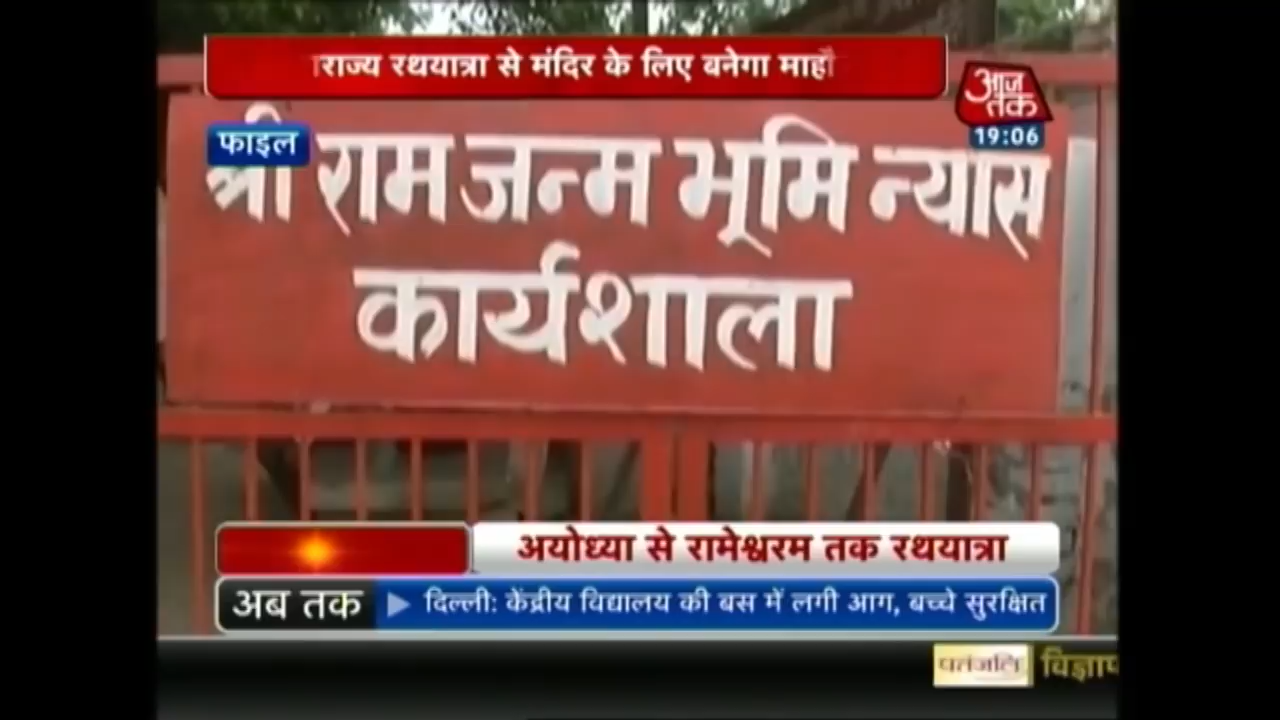 राज्य रथयात्रा से मंदिर के लिए बनेगा
आज तक
19:06
फाइल
श्री राम जन्म भूमि न्यास
कार्यशाला
अयोध्या से रामेश्वरम तक रथयात्रा
अब तक
दिल्ली: केंद्रीय विद्यालय की बस में लगी आग, बच्चे सुरक्षित
पतंजलि